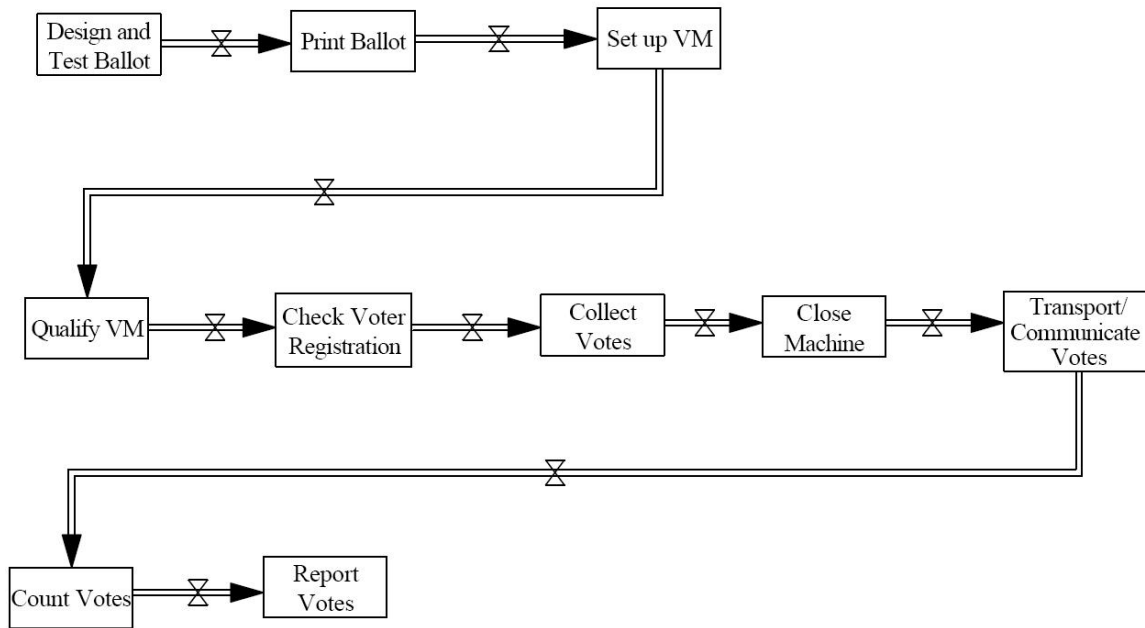 Design and
Test Ballot
Print Ballot
Set up VM
Qualify VM
Check Voter
Registration
Collect
Votes
Close
Machine
Transport/
Communicate
Votes
Count Votes
Report
Votes